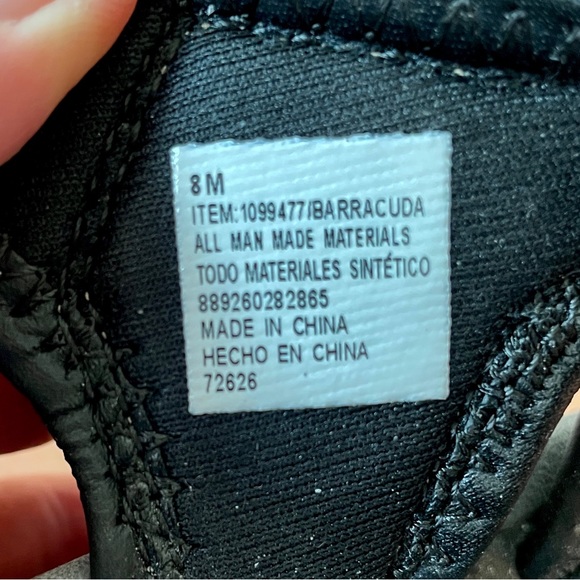 8 M
ITEM:1099477/BARRACUDA
ALL MAN MADE MATERIALS
TODO MATERIALES SINTÉTICO
889260282865
MADE IN CHINA
HECHO EN CHINA
72626